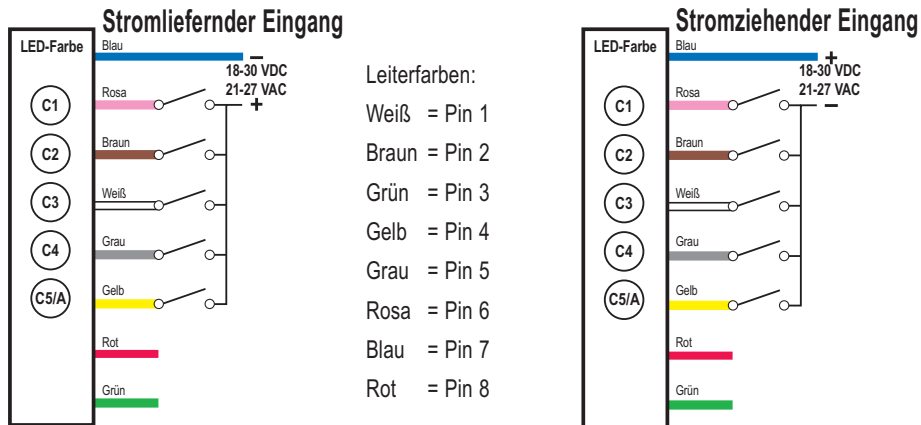 Stromliefernder Eingang
LED-Farbe
Blau
–
18-30 VDC
21-27 VAC
+
C1
Rosa
C2
Braun
C3
Weiß
C4
Grau
C5/A
Gelb
Rot
Grün
Leiterfarben:
Weiß = Pin 1
Braun = Pin 2
Grün = Pin 3
Gelb = Pin 4
Grau = Pin 5
Rosa = Pin 6
Blau = Pin 7
Rot = Pin 8
Stromziehender Eingang
LED-Farbe
Blau
+
18-30 VDC
21-27 VAC
–
C1
Rosa
C2
Braun
C3
Weiß
C4
Grau
C5/A
Gelb
Rot
Grün